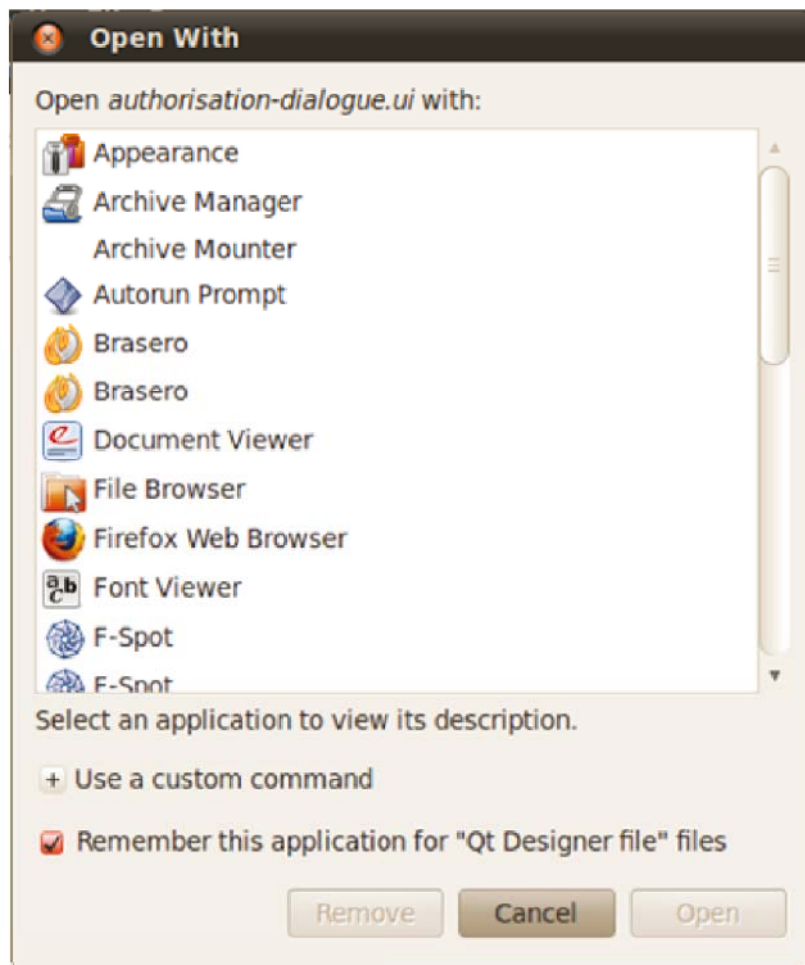 Open With
Open authorisation-dialogue.ui with:
Appearance
Archive Manager
Archive Mounter
Autorun Prompt
Brasero
Brasero
Document Viewer
File Browser
Firefox Web Browser
Font Viewer
F-Spot
F-Spot
Select an application to view its description.
+ Use a custom command
Remember this application for "Qt Designer file" files
Remove Cancel Open